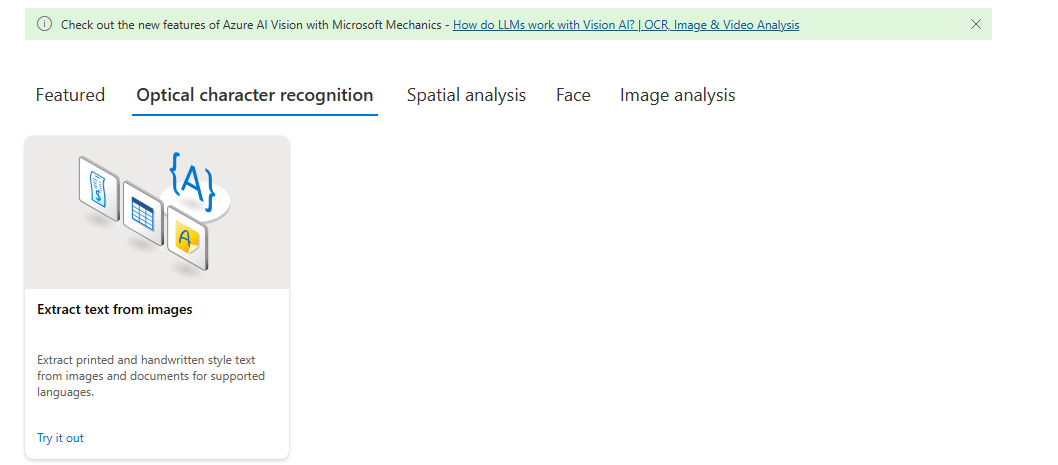 Check out the new features of Azure AI Vision with Microsoft Mechanics - How do LLMs work with Vision AI? | OCR, Image & Video Analysis
Featured Optical character recognition Spatial analysis Face Image analysis
{A}
A
Extract text from images
Extract printed and handwritten style text
from images and documents for supported
languages.
Try it out